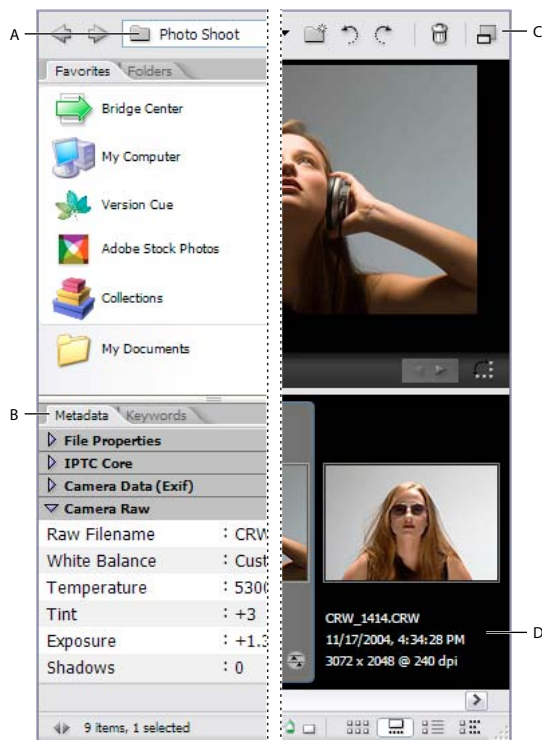 A
Photo Shoot
C
Favorites Folders
Bridge Center
My Computer
Version Cue
Adobe Stock Photos
Collections
My Documents
B
Metadata Keywords
File Properties
IPTC Core
Camera Data (Exif)
Camera Raw
Raw Filename : CRW
White Balance : Cust
Temperature : 5300
Tint : +3
Exposure : +1.3
Shadows : 0
9 items, 1 selected
CRW_1414.CRW
11/17/2004, 4:34:28 PM
3072 x 2048 @ 240 dpi
D